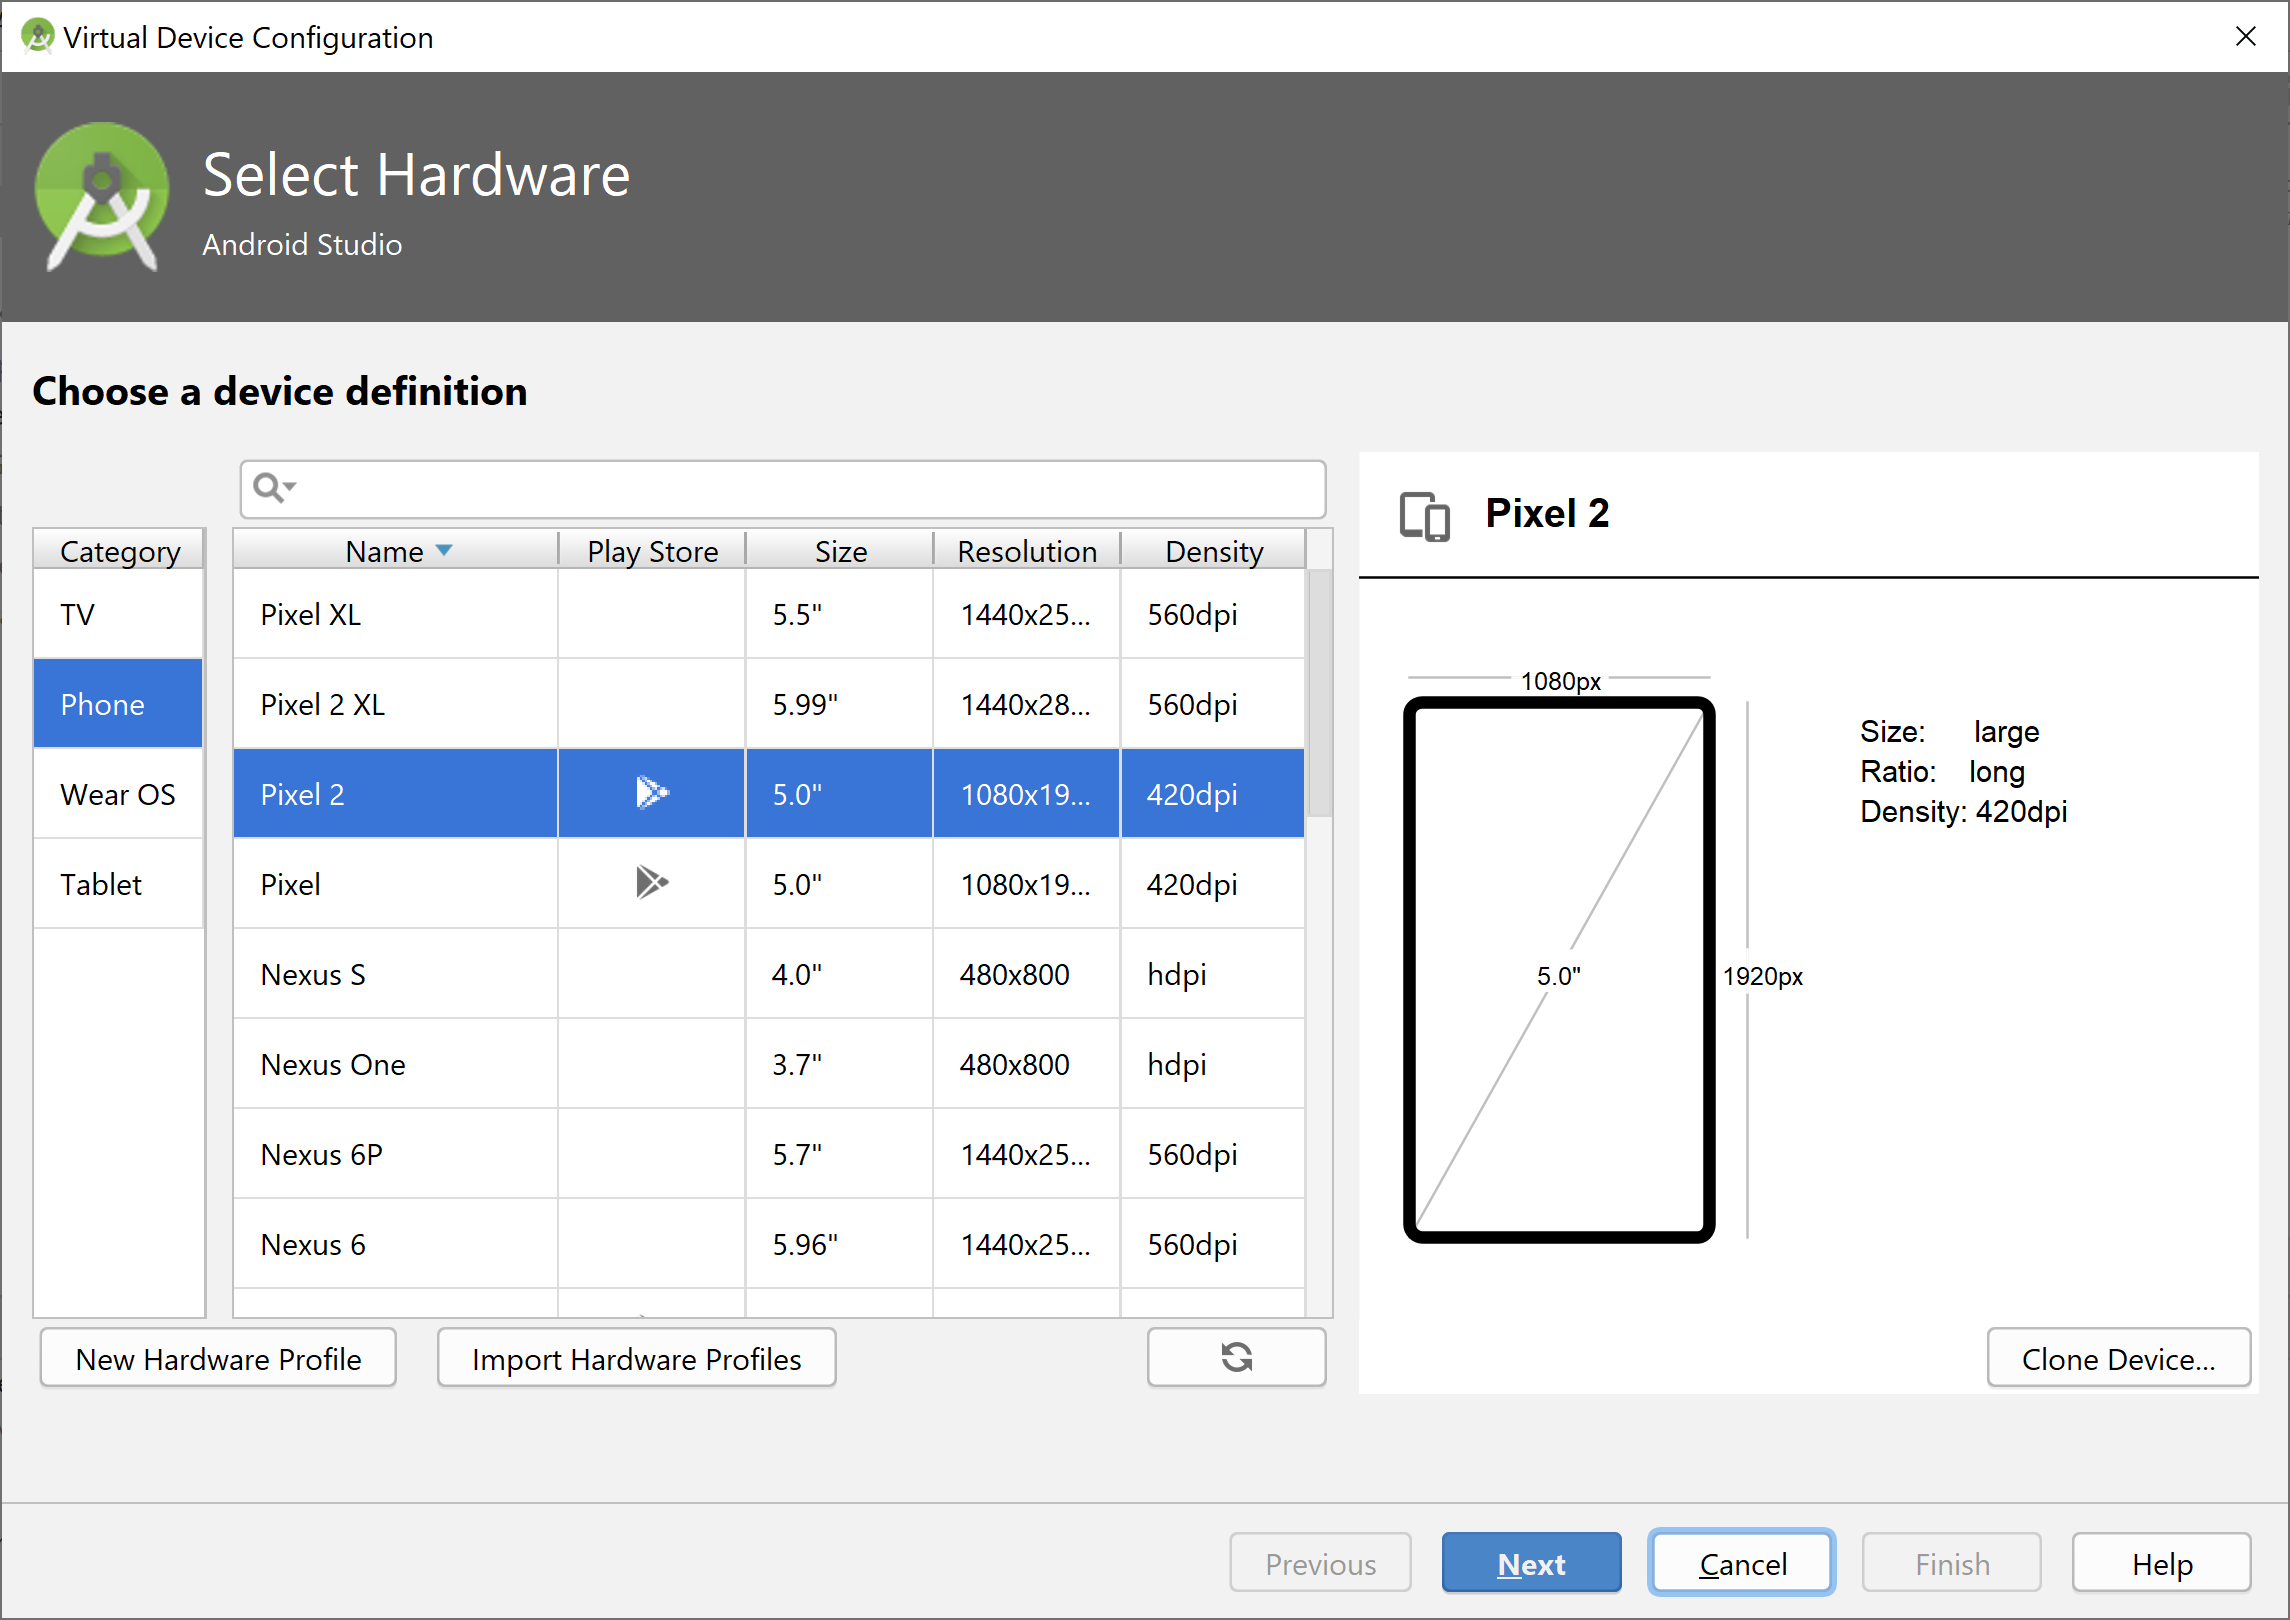 Virtual Device Configuration
Select Hardware
Android Studio
Choose a device definition
Category
TV
Phone
Wear OS
Tablet
Name Play Store Size Resolution Density
Pixel XL 5.5" 1440x25... 560dpi
Pixel 2 XL 5.99" 1440x28... 560dpi
Pixel 2 5.0" 1080x19... 420dpi
Pixel 5.0" 1080x19... 420dpi
Nexus S 4.0" 480x800 hdpi
Nexus One 3.7" 480x800 hdpi
Nexus 6P 5.7" 1440x25... 560dpi
Nexus 6 5.96" 1440x25... 560dpi
New Hardware Profile
Import Hardware Profiles
Pixel 2
1080px
5.0"
1920px
Size: large
Ratio: long
Density: 420dpi
Clone Device...
Previous
Next
Cancel
Finish
Help